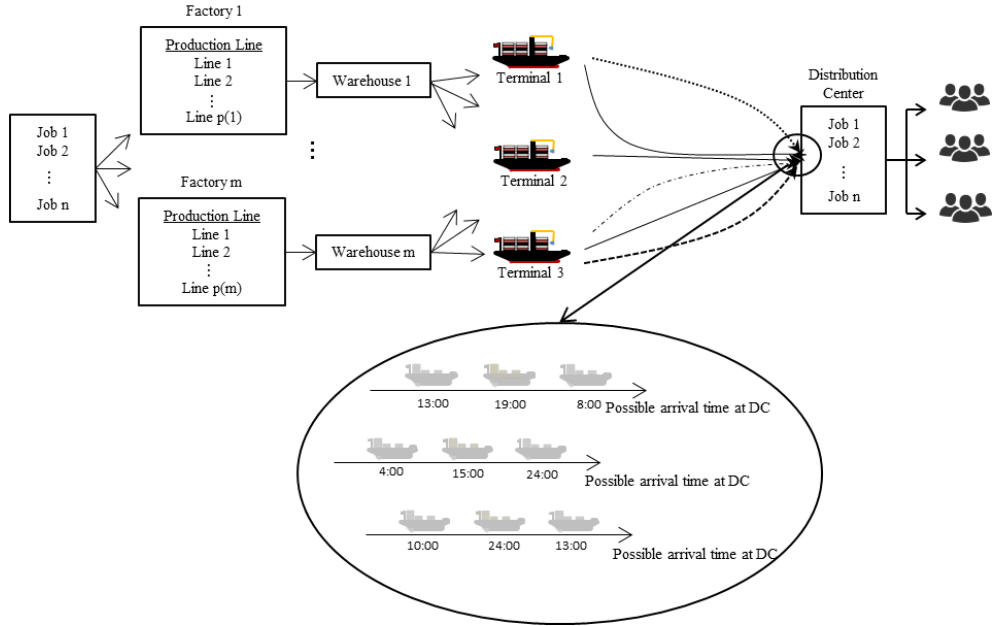 Job 1
Job 2
⋮
Job n
Factory 1
Production Line
Line 1
Line 2
⋮
Line p(1)
Warehouse 1
⋮
Factory m
Production Line
Line 1
Line 2
⋮
Line p(m)
Warehouse m
Terminal 1
Terminal 2
Terminal 3
Distribution
Center
Job 1
Job 2
⋮
Job n
13:00 19:00 8:00 Possible arrival time at DC
4:00 15:00 24:00 Possible arrival time at DC
10:00 24:00 13:00 Possible arrival time at DC